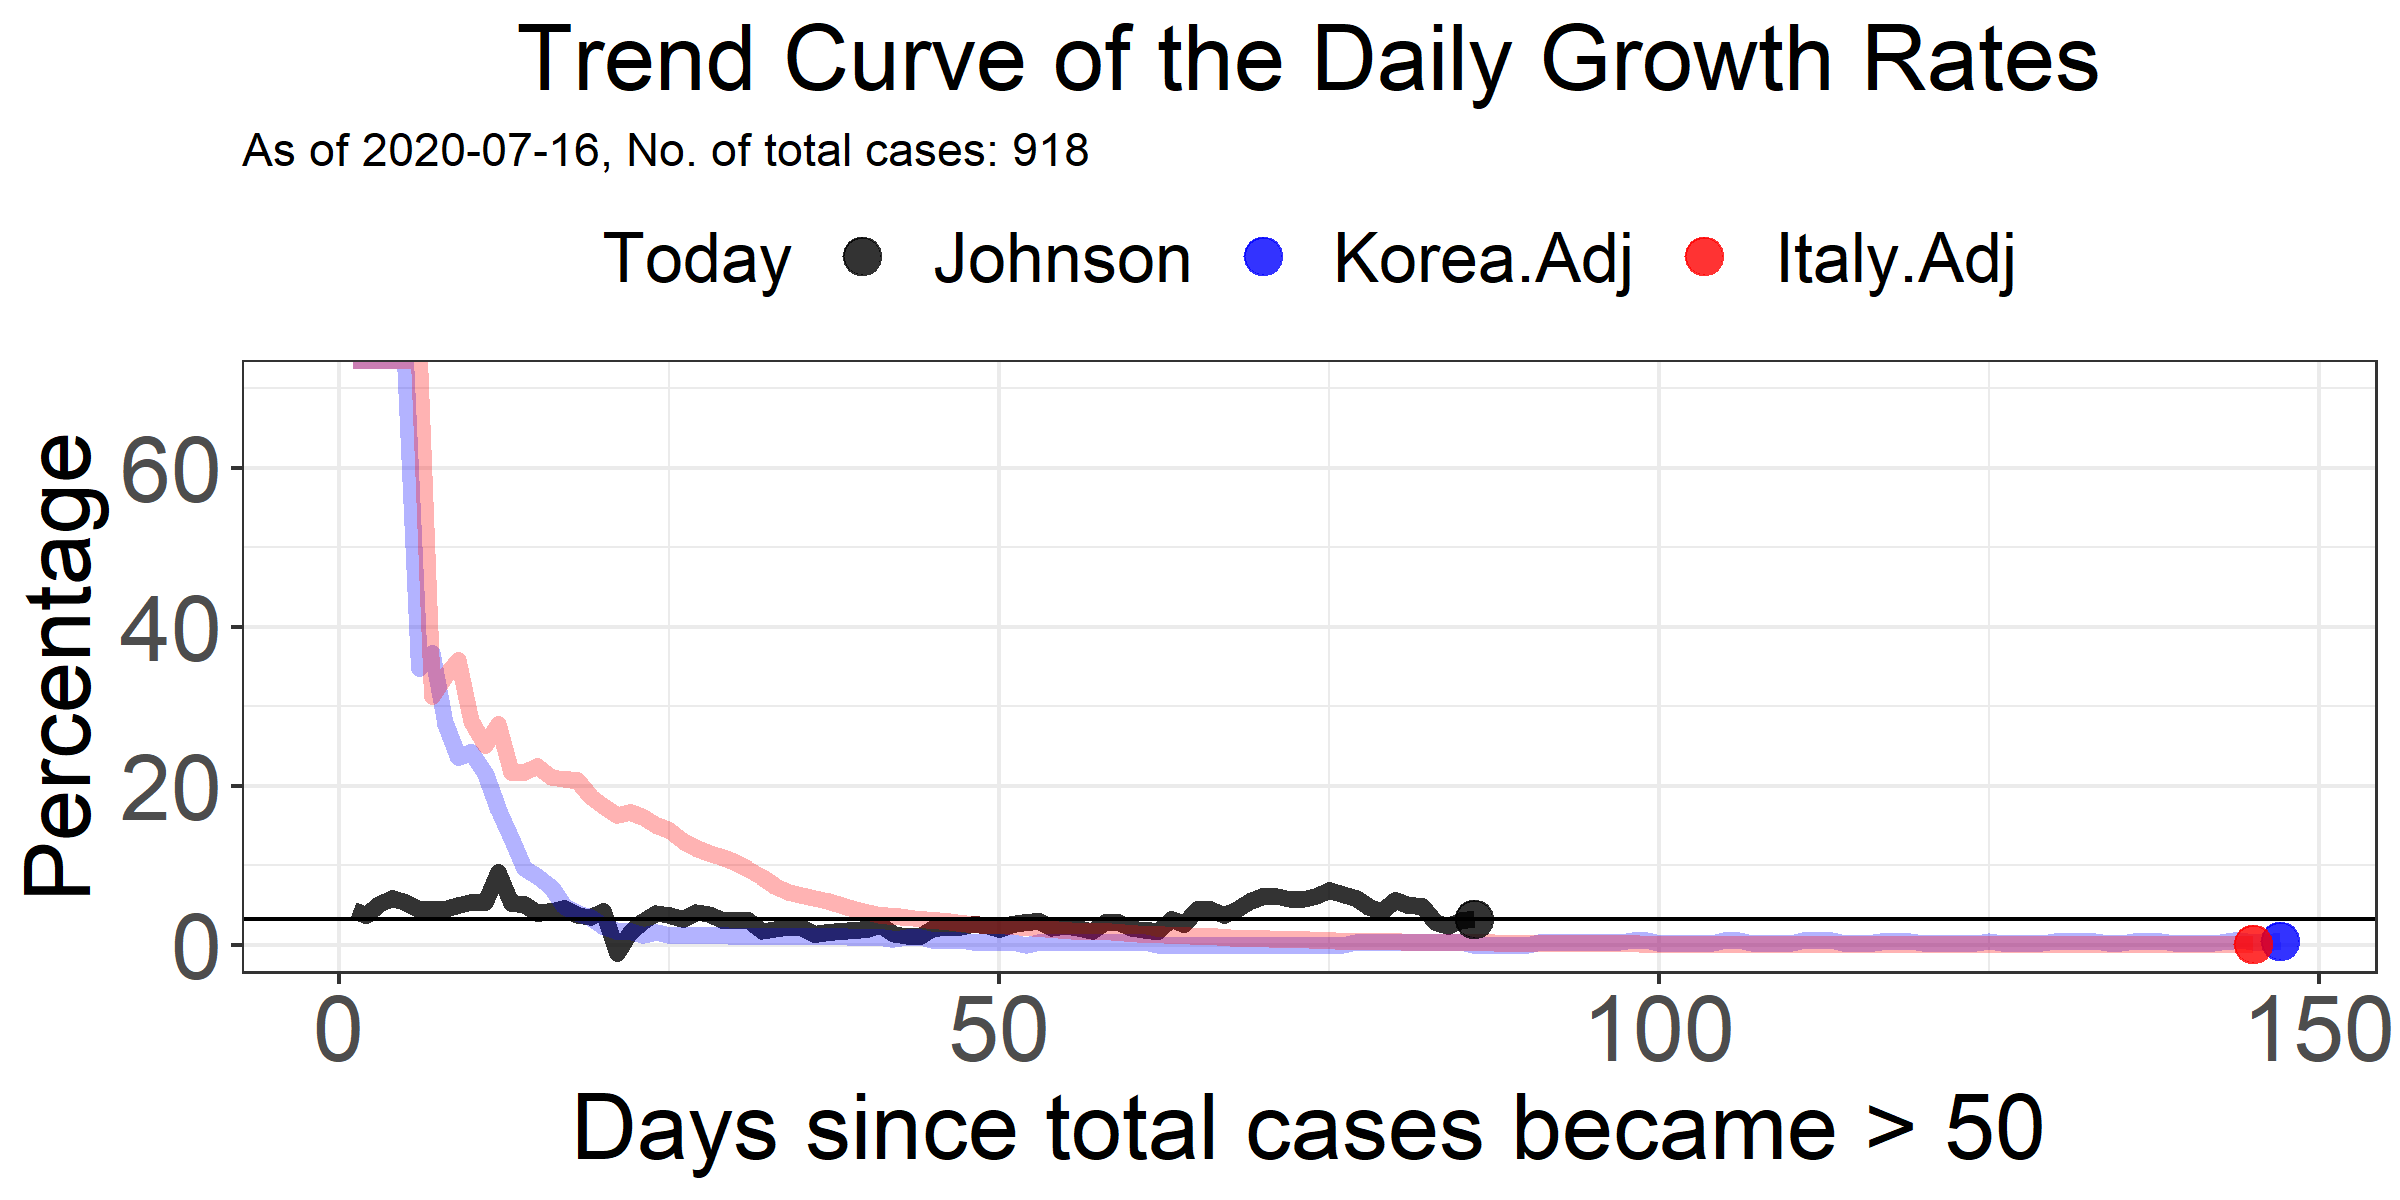 Trend Curve of the Daily Growth Rates
As of 2020-07-16, No. of total cases: 918
Today Johnson Korea.Adj Italy.Adj
Percentage
60
40
20
0
0 50 100 150
Days since total cases became > 50